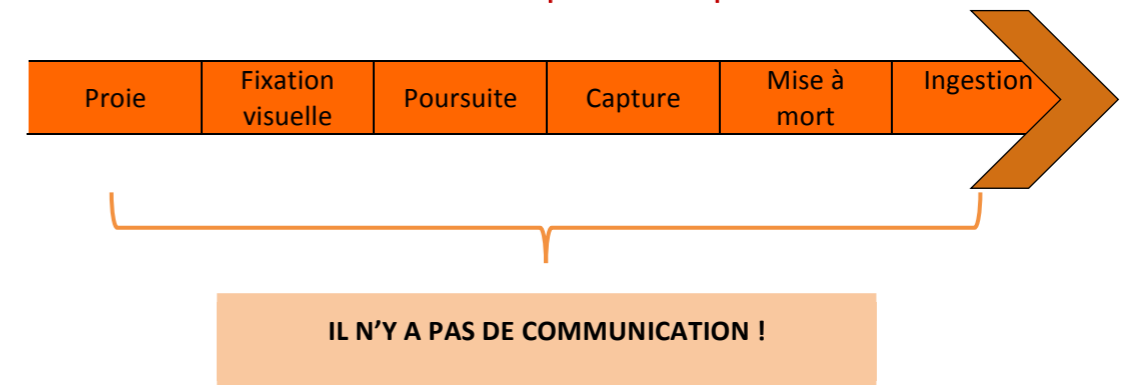 Proie
Fixation
visuelle
Poursuite
Capture
Mise à
mort
Ingestion
IL N’Y A PAS DE COMMUNICATION !